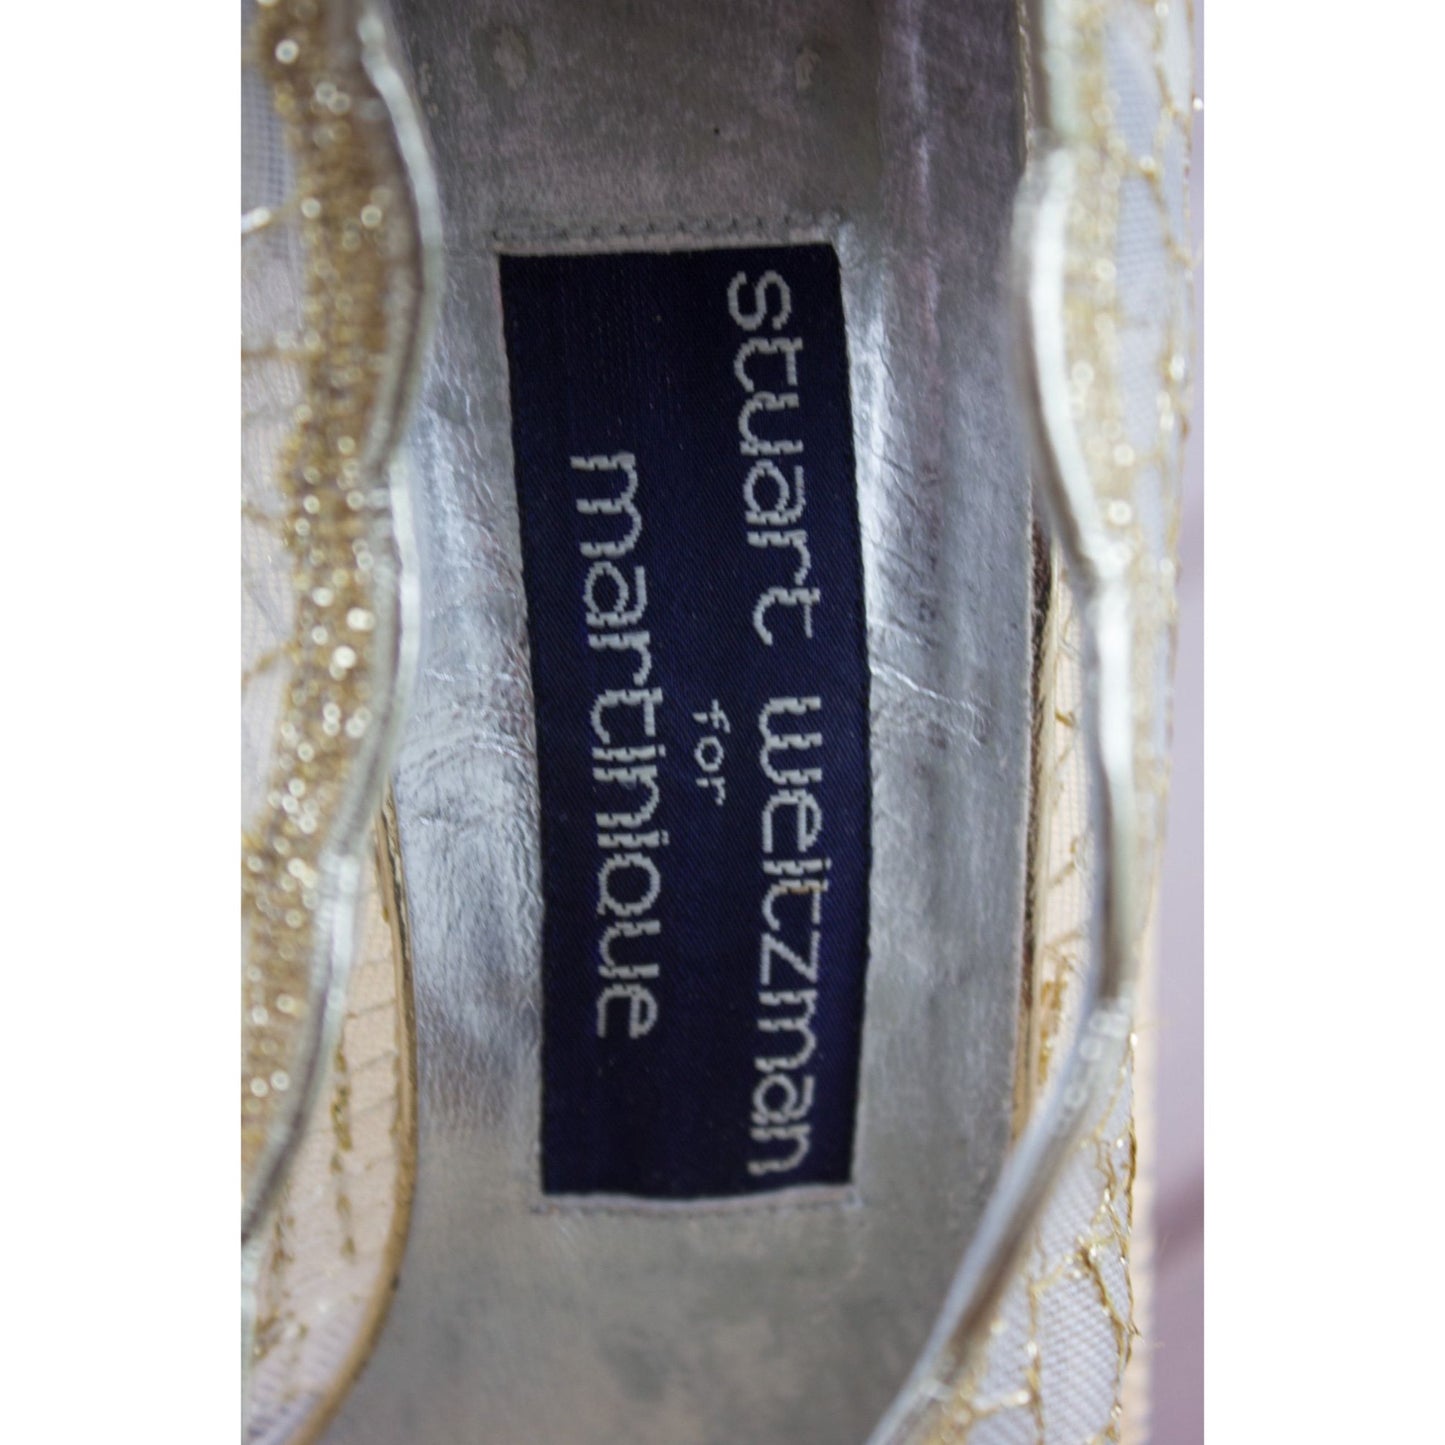 stuart weitzman
for
martinique